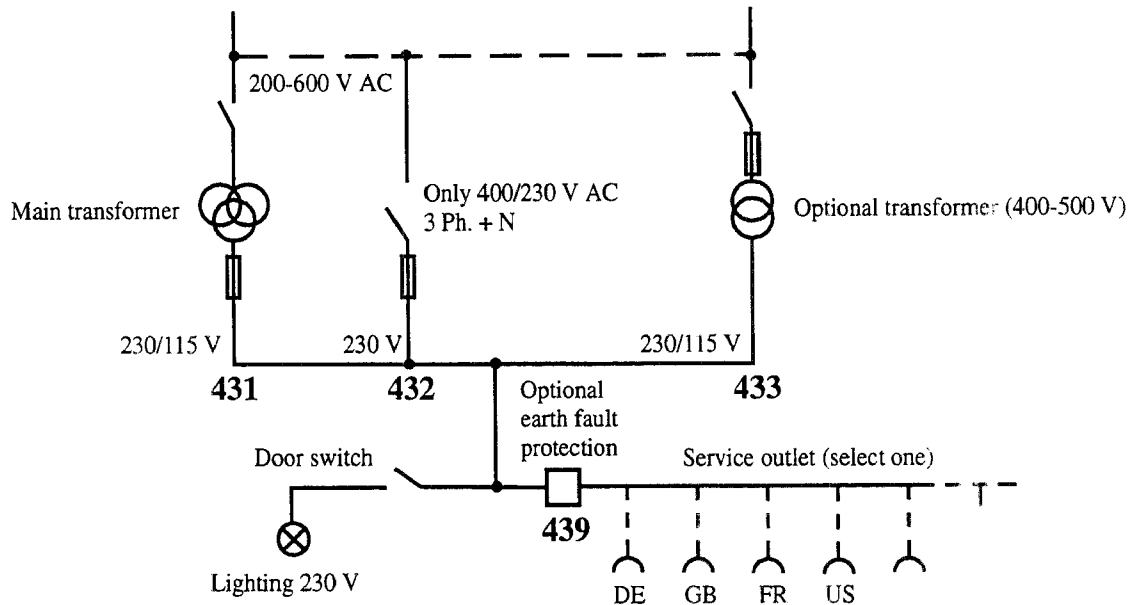 200-600 V AC
Main transformer
Only 400/230 V AC
3 Ph. + N
Optional transformer (400-500 V)
230/115 V
230 V
230/115 V
431
432
433
Optional
earth fault
protection
Door switch
Service outlet (select one)
439
Lighting 230 V
DE
GB
FR
US